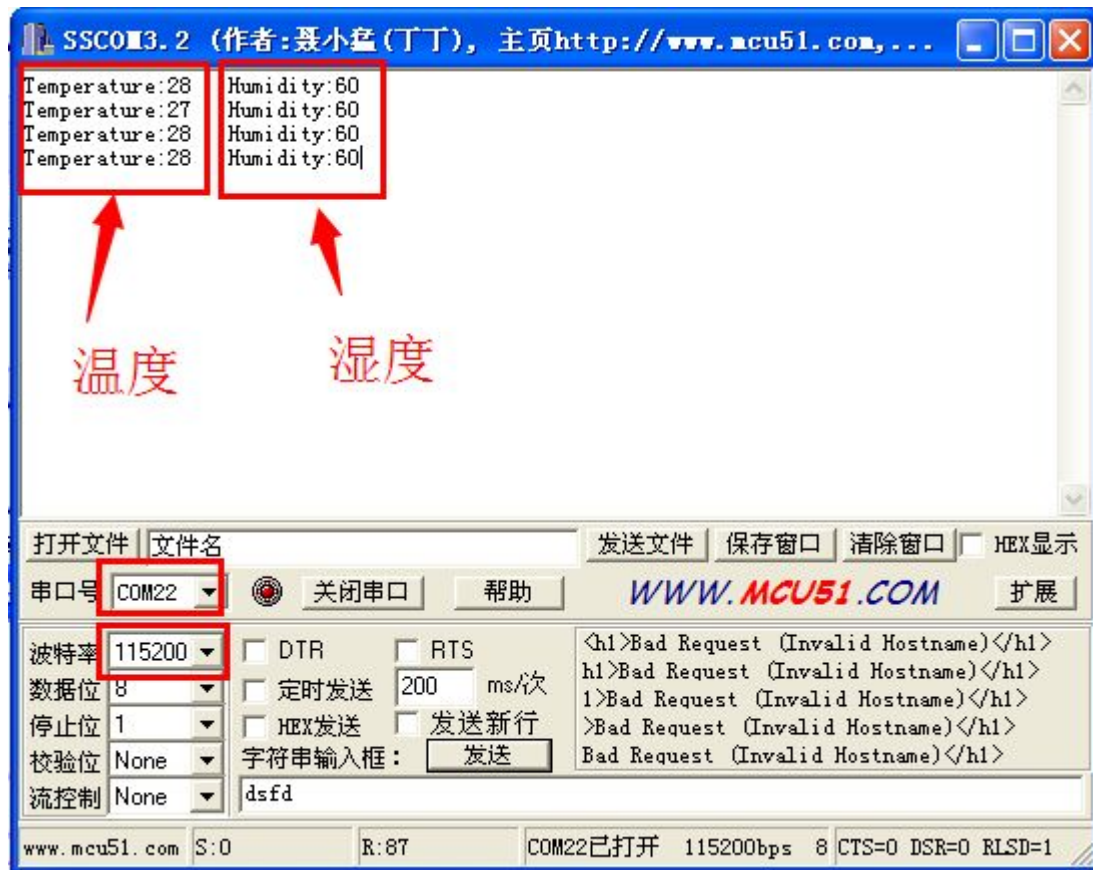 SSCOM3.2 (作者:聂小猛(丁丁), 主页http://www.mcu51.com,...
Temperature:28 Humidity:60
Temperature:27 Humidity:60
Temperature:28 Humidity:60
Temperature:28 Humidity:60
温度 湿度
打开文件 文件名 发送文件 保存窗口 清除窗口 HEX显示
串口号 COM22 关闭串口 帮助 WWW.MCU51.COM 扩展
波特率 115200 DTR RTS
数据位 8 定时发送 200 ms/次
停止位 1 HEX发送 发送新行
校验位 None 字符串输入框: 发送
流控制 None dsfd
<h1>Bad Request (Invalid Hostname)</h1>
h1>Bad Request (Invalid Hostname)</h1>
1>Bad Request (Invalid Hostname)</h1>
>Bad Request (Invalid Hostname)</h1>
Bad Request (Invalid Hostname)</h1>
www.mcu51.com S:0 R:87 COM22已打开 115200bps 8 CTS=0 DSR=0 RLSD=1